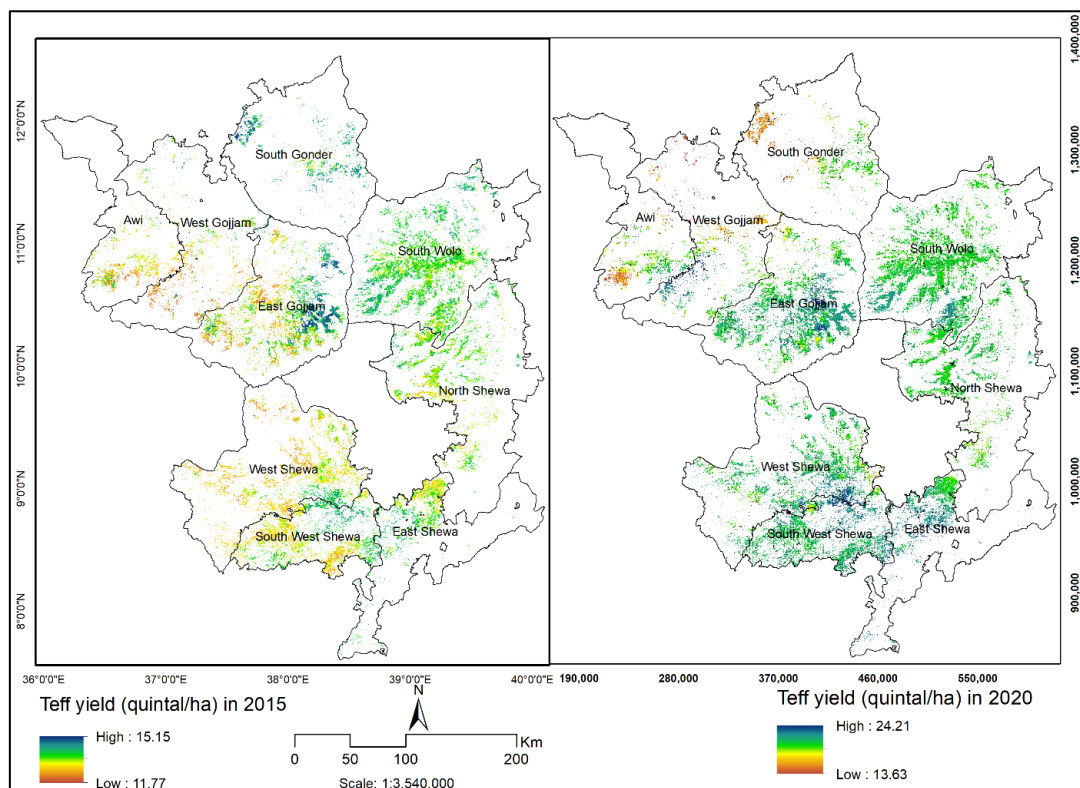 South Gonder
Awi
West Gojjam
South Wolo
East Gojjam
North Shewa
West Shewa
South West Shewa
East Shewa
12°0'0"N
11°0'0"N
10°0'0"N
9°0'0"N
8°0'0"N
36°0'0"E
37°0'0"E
38°0'0"E
39°0'0"E
40°0'0"E
South Gonder
Awi
West Gojjam
South Wolo
East Gojjam
North Shewa
West Shewa
South West Shewa
East Shewa
1,400,000
1,300,000
1,200,000
1,100,000
1,000,000
900,000
190,000
280,000
370,000
460,000
550,000
Teff yield (quintal/ha) in 2015
High : 15.15
Low : 11.77
N
Km
0 50 100 200
Scale: 1:3,540,000
Teff yield (quintal/ha) in 2020
High : 24.21
Low : 13.63